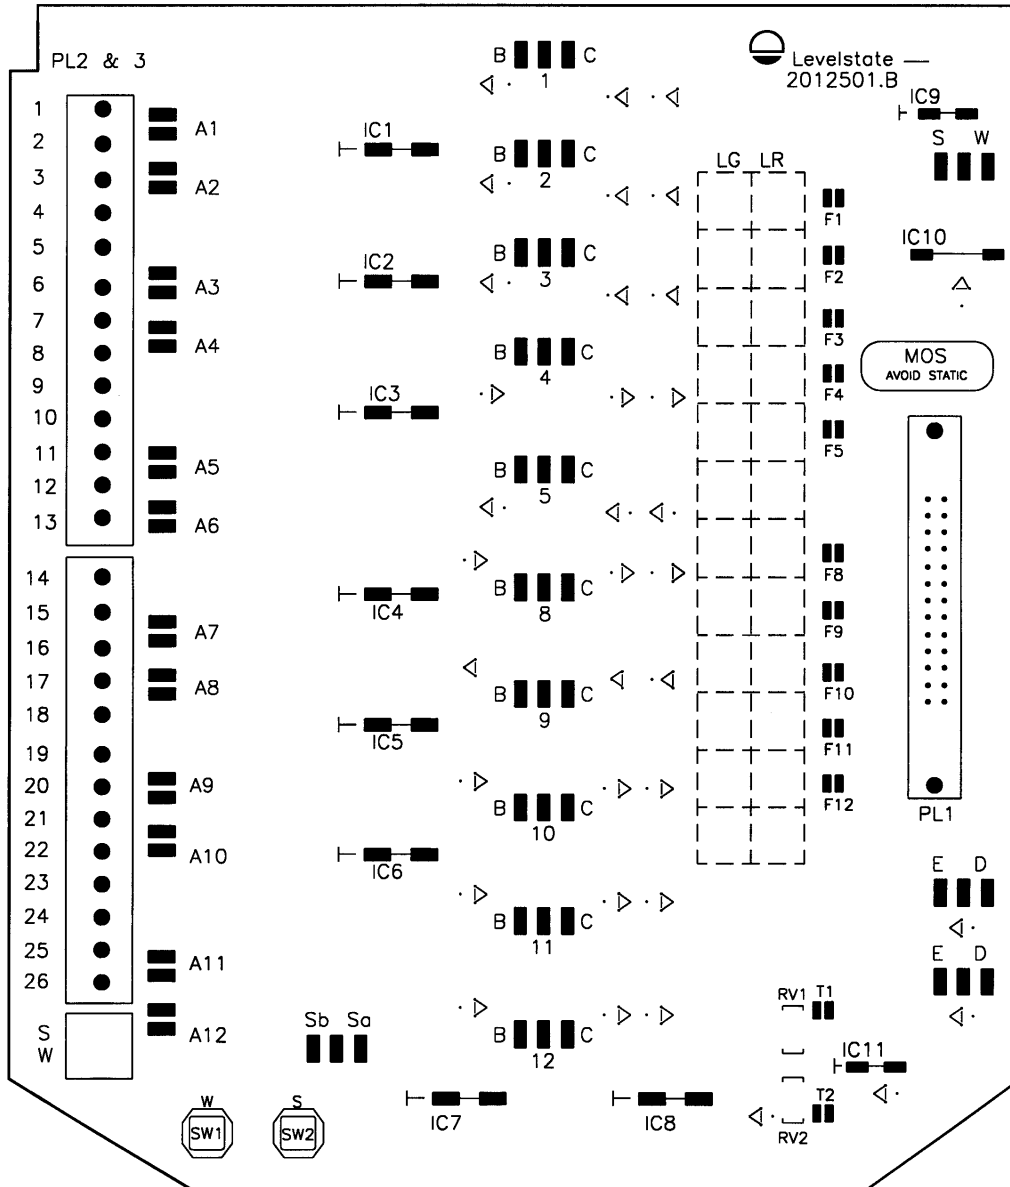 PL2 & 3
1
2
3
4
5
6
7
8
9
10
11
12
13
14
15
16
17
18
19
20
21
22
23
24
25
26
S
W
A1
A2
A3
A4
A5
A6
A7
A8
A9
A10
A11
A12
IC1
IC2
IC3
IC4
IC5
IC6
Sb Sa
W
SW1
S
SW2
IC7
IC8
B C
1
B C
2
B C
3
B C
4
B C
5
B C
8
B C
9
B C
10
B C
11
B C
12
Levelstate
2012501.B
LG LR
F1
F2
F3
F4
F5
F8
F9
F10
F11
F12
IC9
S W
IC10
MOS
AVOID STATIC
PL1
E D
E D
RV1 T1
IC11
T2
RV2